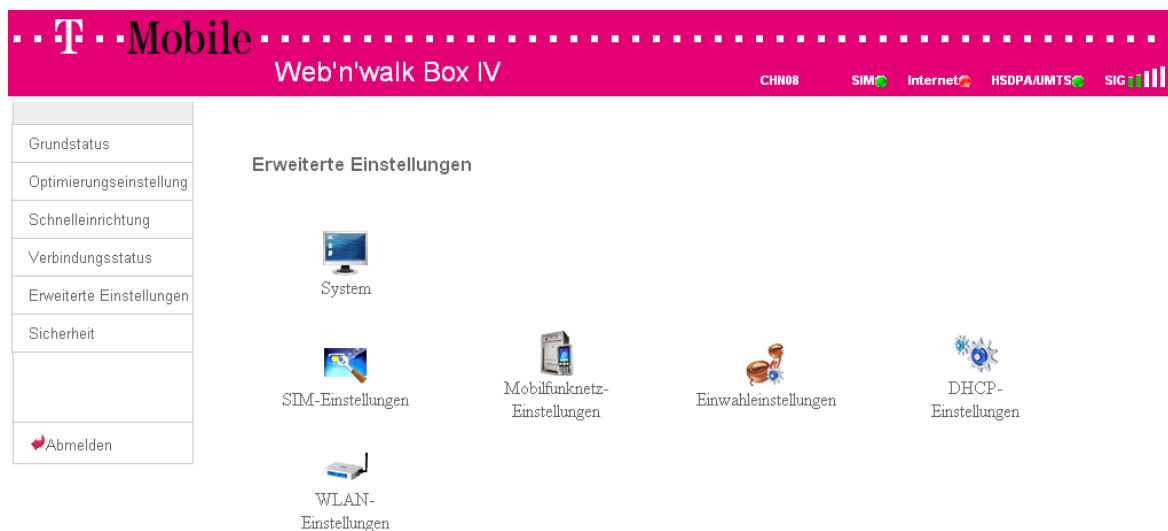 T Mobile
Web'n'walk Box IV
CHN08 SIM Internet HSDPA/UMTS SIG
Grundstatus
Optimierungseinstellung
Schnelleinrichtung
Verbindungsstatus
Erweiterte Einstellungen
Sicherheit
Abmelden
Erweiterte Einstellungen
System
SIM-Einstellungen
Mobilfunknetz-
Einstellungen
Einwahleinstellungen
DHCP-
Einstellungen
WLAN-
Einstellungen